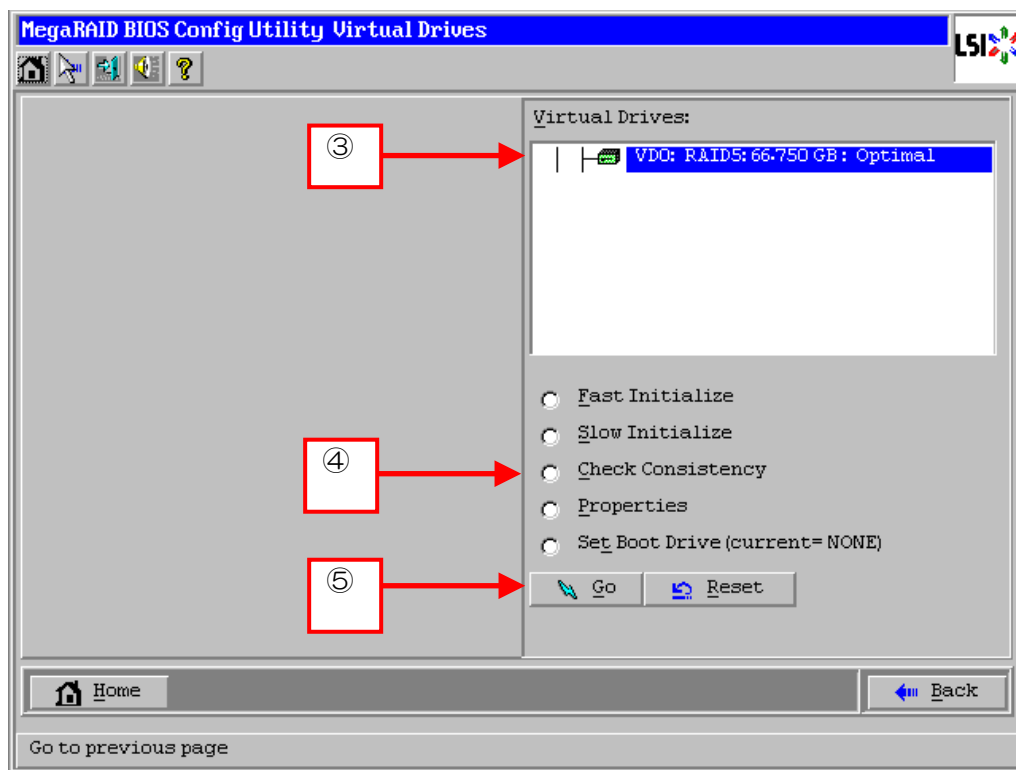 MegaRAID BIOS Config Utility Virtual Drives
LSI
Virtual Drives:
③
VD0: RAID5: 66.750 GB: Optimal
Fast Initialize
Slow Initialize
④
Check Consistency
Properties
Set Boot Drive (current= NONE)
⑤
Go
Reset
Home
Back
Go to previous page